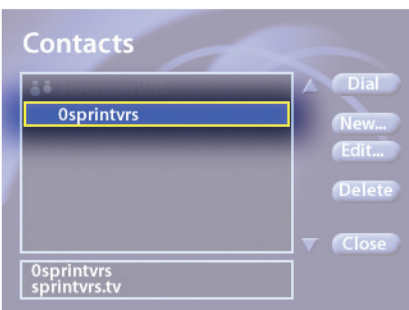 Contacts
Dial
0sprintvrs
New...
Edit...
Delete
Close
0sprintvrs
sprintvrs.tv